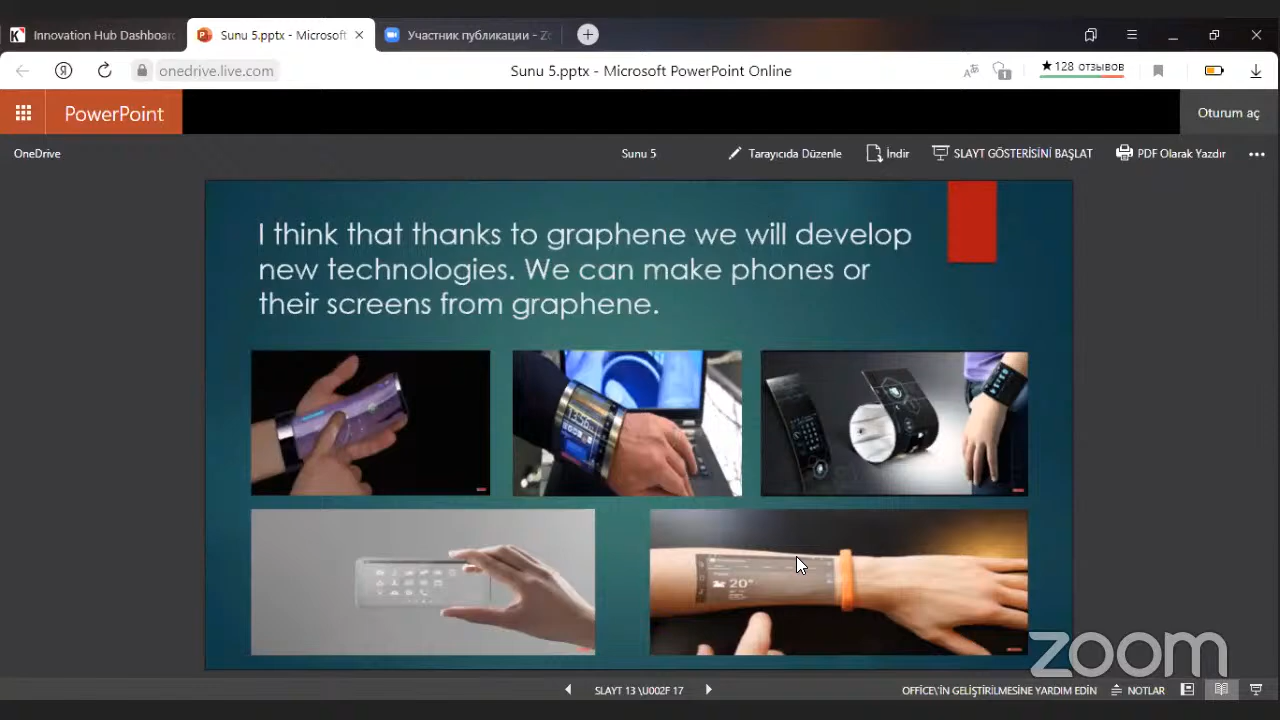 Innovation Hub Dashboard
Sunu 5.pptx - Microsoft
Участник публикации - Zo
onedrive.live.com
Sunu 5.pptx - Microsoft PowerPoint Online
★128 отзывов
PowerPoint
Oturum aç
OneDrive
Sunu 5
Tarayıcıda Düzenle
İndir
SLAYT GÖSTERİSİNİ BAŞLAT
PDF Olarak Yazdır
I think that thanks to graphene we will develop
new technologies. We can make phones or
their screens from graphene.
20°
zoom
SLAYT 13 \U002F 17
OFFICE\'IN GELİŞTİRİLMESİNE YARDIM EDİN
NOTLAR